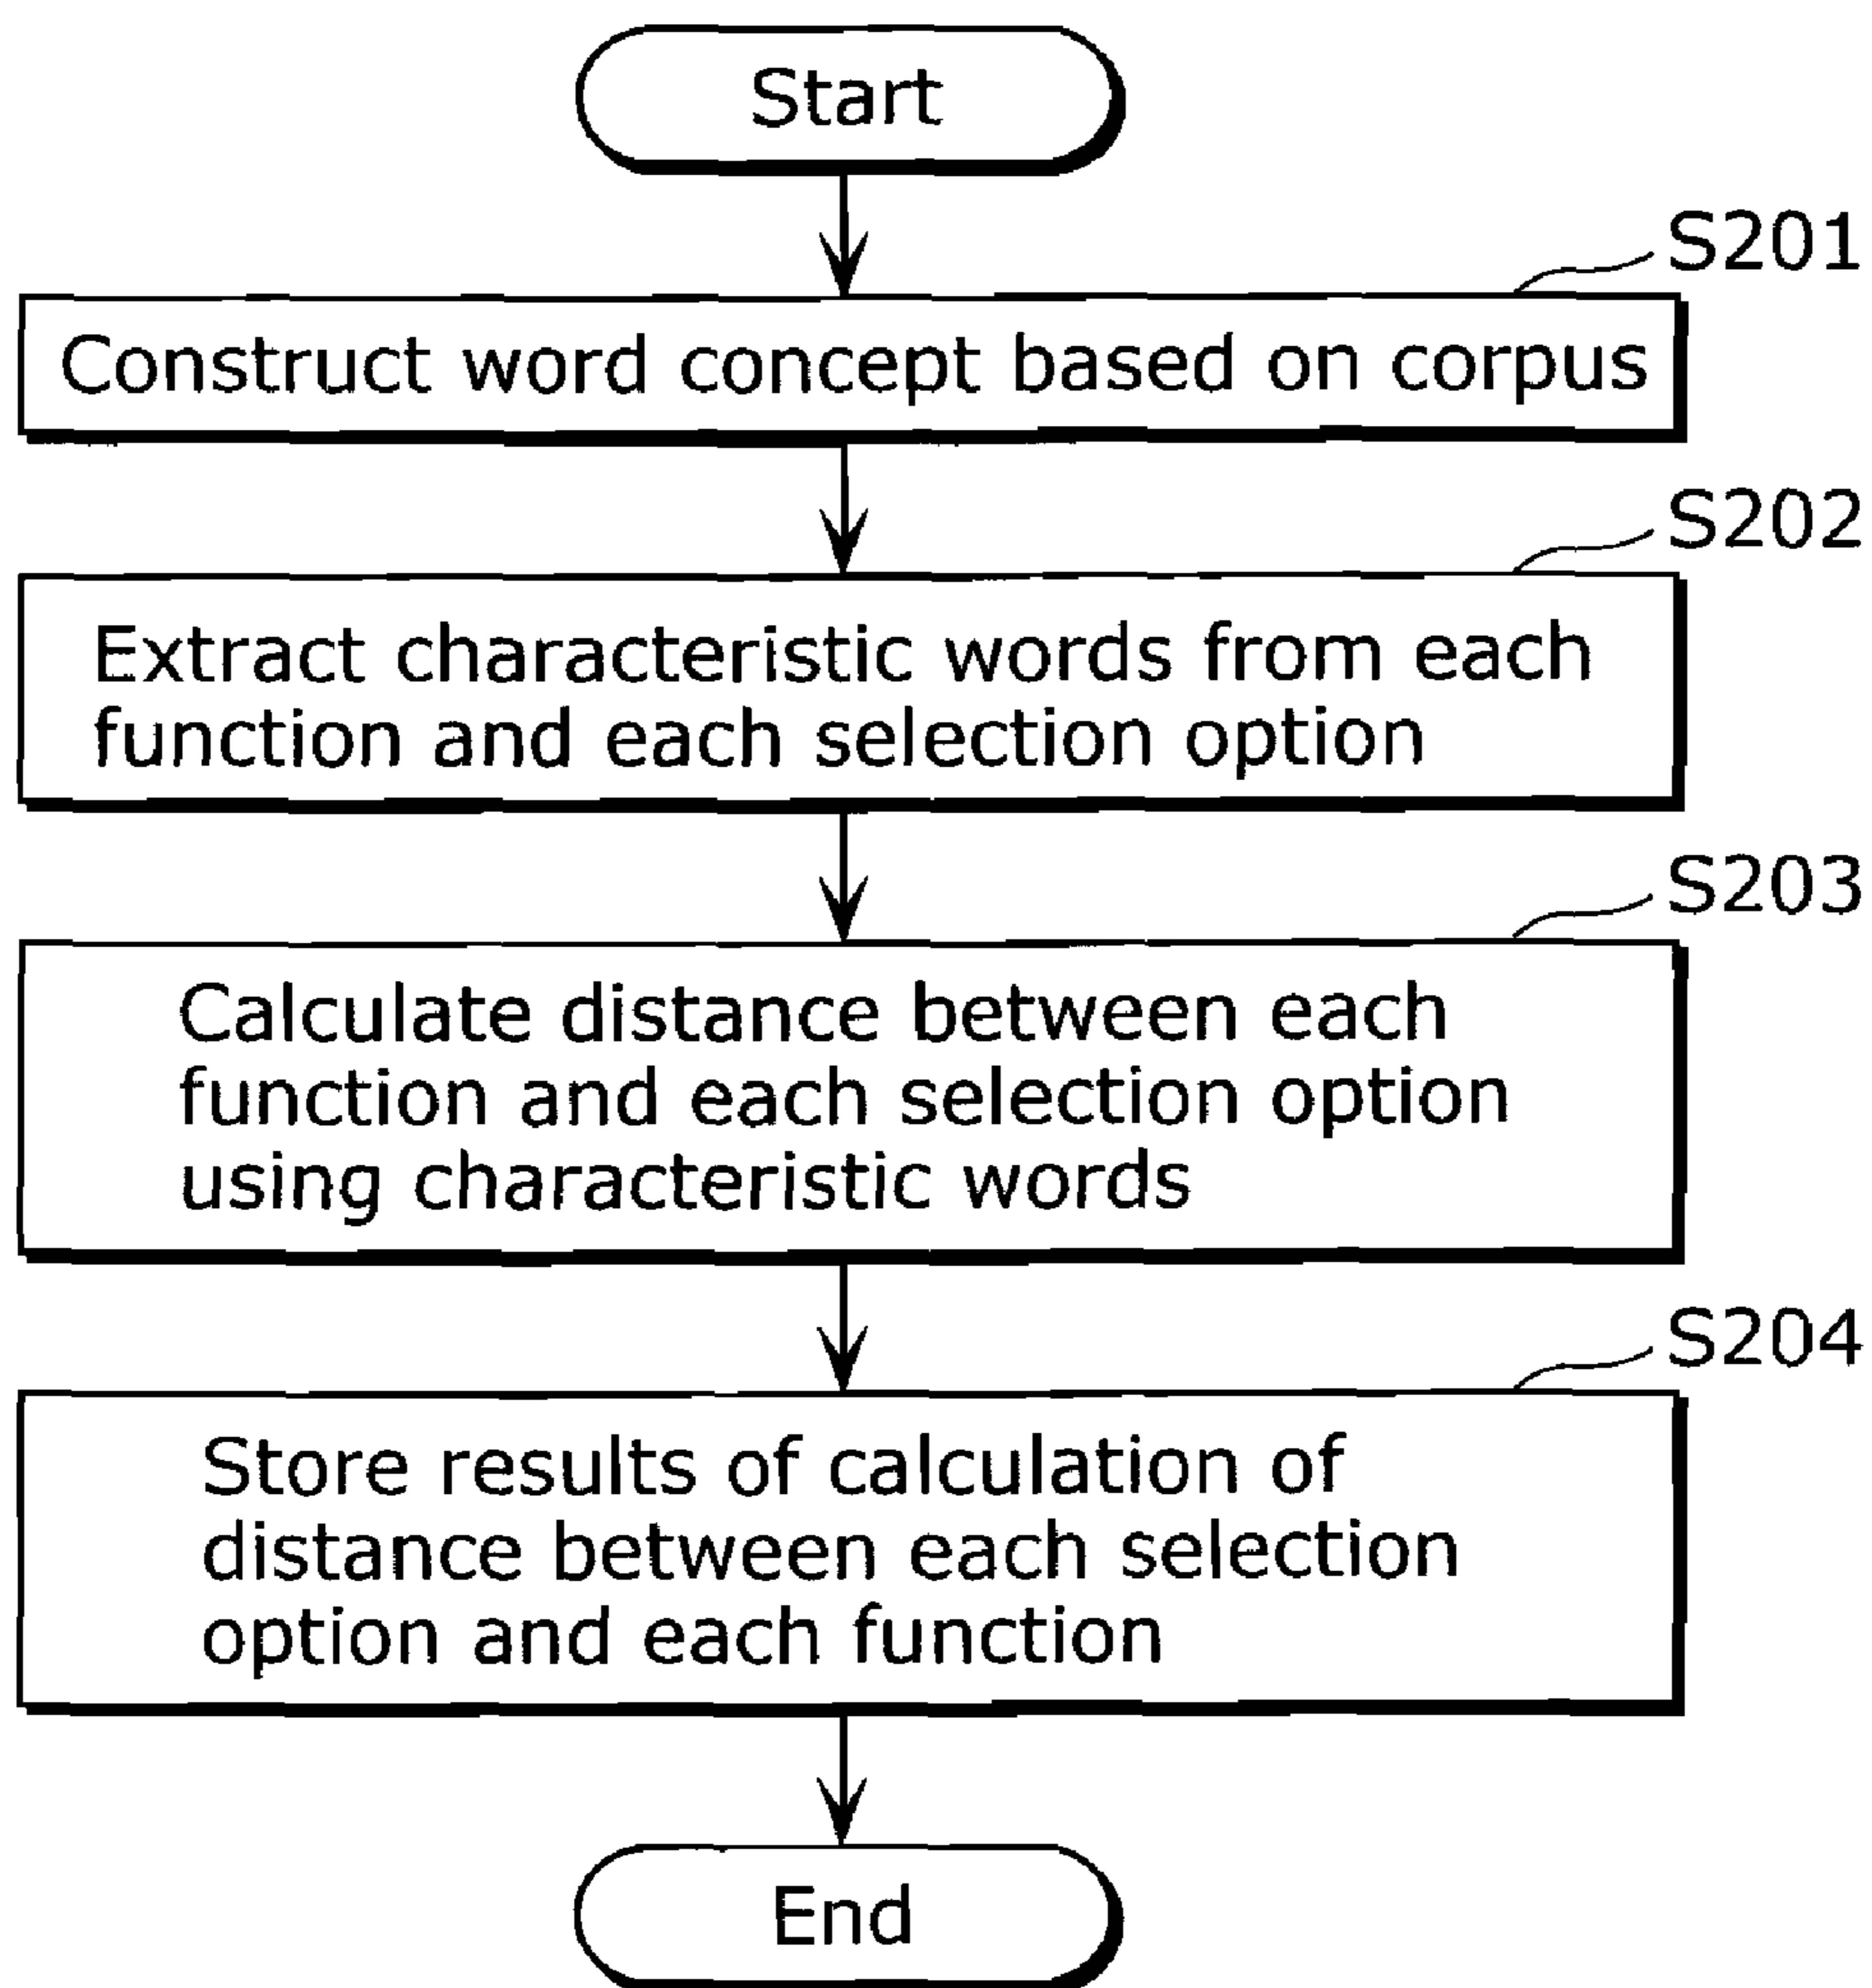 Start
S201
Construct word concept based on corpus
S202
Extract characteristic words from each
function and each selection option
S203
Calculate distance between each
function and each selection option
using characteristic words
S204
Store results of calculation of
distance between each selection
option and each function
End